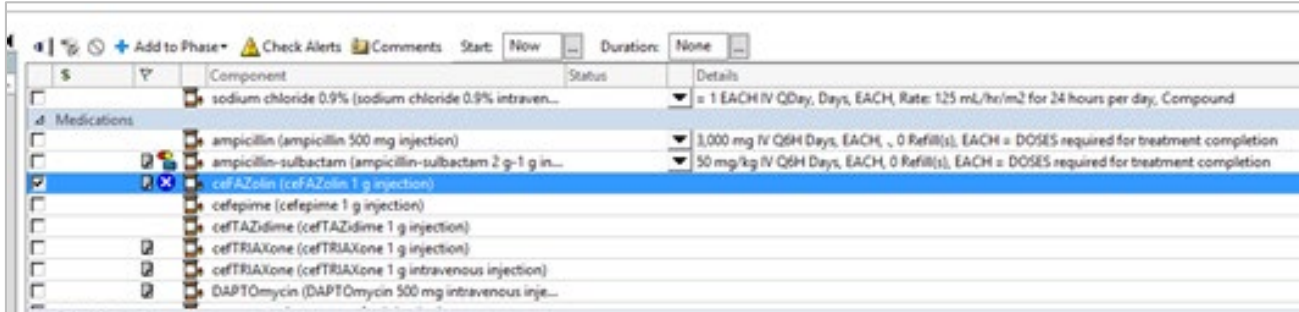 Add to Phase Check Alerts Comments Start: Now ... Duration: None ...
$ Component Status Details
sodium chloride 0.9% (sodium chloride 0.9% intraven... = 1 EACH IV QDay, Days, EACH, Rate: 125 mL/hr/m2 for 24 hours per day, Compound
Medications
ampicillin (ampicillin 500 mg injection) 3,000 mg IV Q6H Days, EACH, ., 0 Refill(s), EACH = DOSES required for treatment completion
ampicillin-sulbactam (ampicillin-sulbactam 2 g-1 g in... 50 mg/kg IV Q6H Days, EACH, 0 Refill(s), EACH = DOSES required for treatment completion
ceFAZolin (ceFAZolin 1 g injection)
cefepime (cefepime 1 g injection)
cefTAZidime (cefTAZidime 1 g injection)
cefTRIAXone (cefTRIAXone 1 g injection)
cefTRIAXone (cefTRIAXone 1 g intravenous injection)
DAPTOmycin (DAPTOmycin 500 mg intravenous inje...